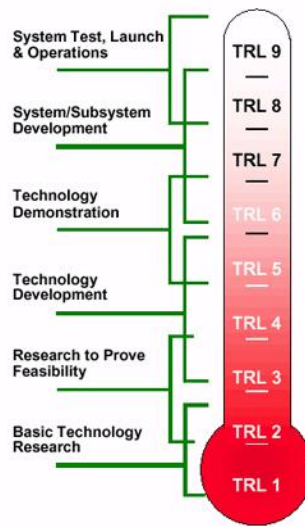 System Test, Launch
& Operations
System/Subsystem
Development
Technology
Demonstration
Technology
Development
Research to Prove
Feasibility
Basic Technology
Research
TRL 9
TRL 8
TRL 7
TRL 6
TRL 5
TRL 4
TRL 3
TRL 2
TRL 1